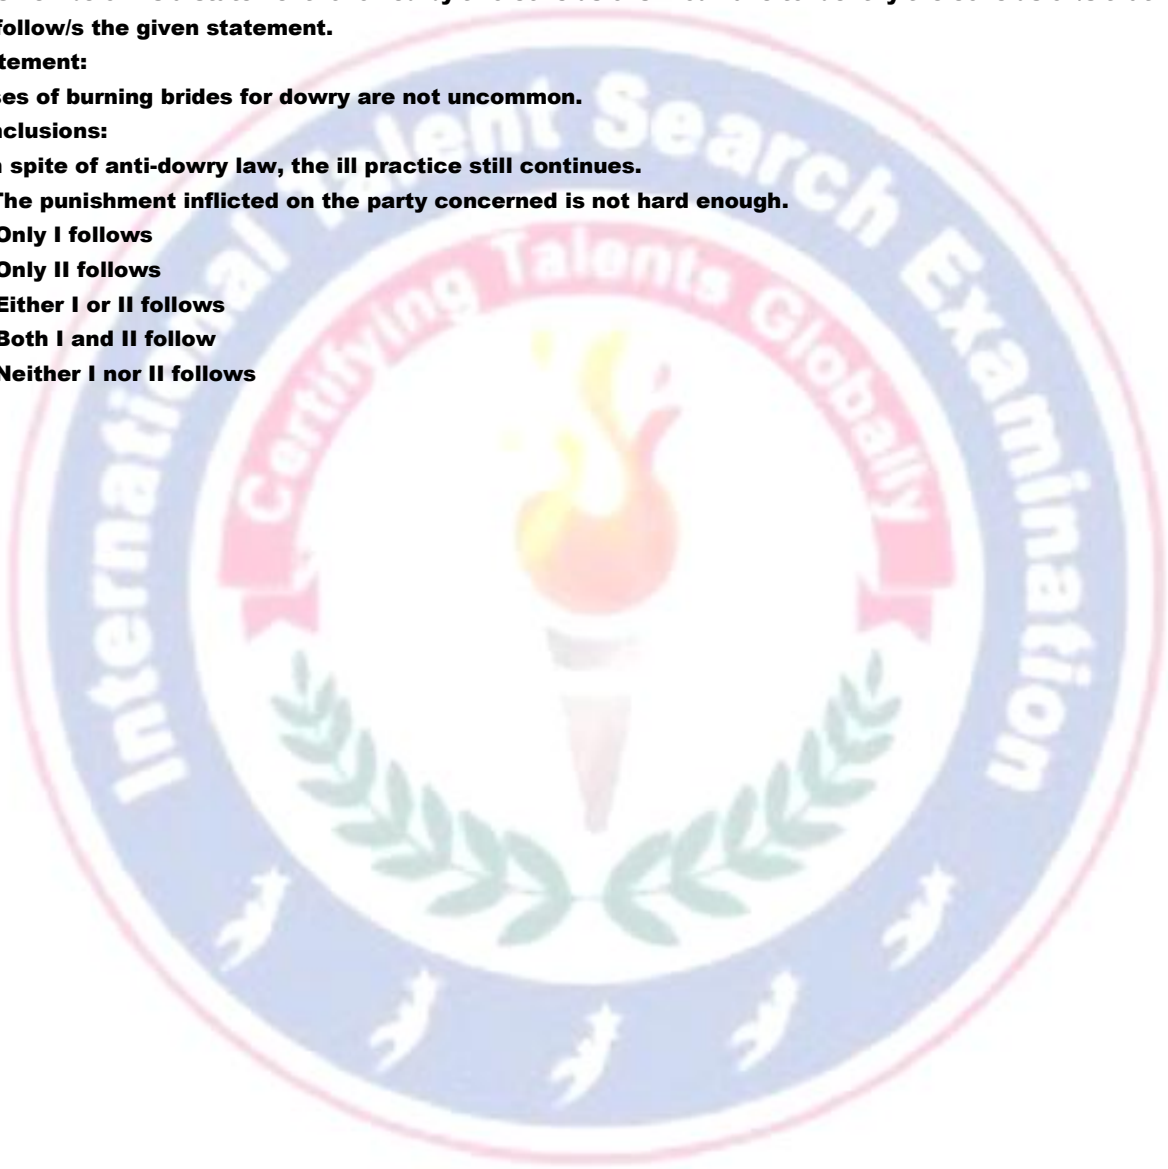 follow/s the given statement.
tement:
es of burning brides for dowry are not uncommon.
clusions:
spite of anti-dowry law, the ill practice still continues.
The punishment inflicted on the party concerned is not hard enough.
Only I follows
Only II follows
Either I or II follows
Both I and II follow
Neither I nor II follows
International Talent Search Examination
Certifying Talents Globally